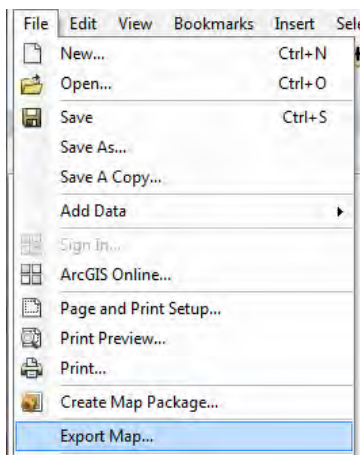 File Edit View Bookmarks Insert
New... Ctrl+N
Open... Ctrl+O
Save Ctrl+S
Save As...
Save A Copy...
Add Data
Sign In...
ArcGIS Online...
Page and Print Setup...
Print Preview...
Print...
Create Map Package...
Export Map...